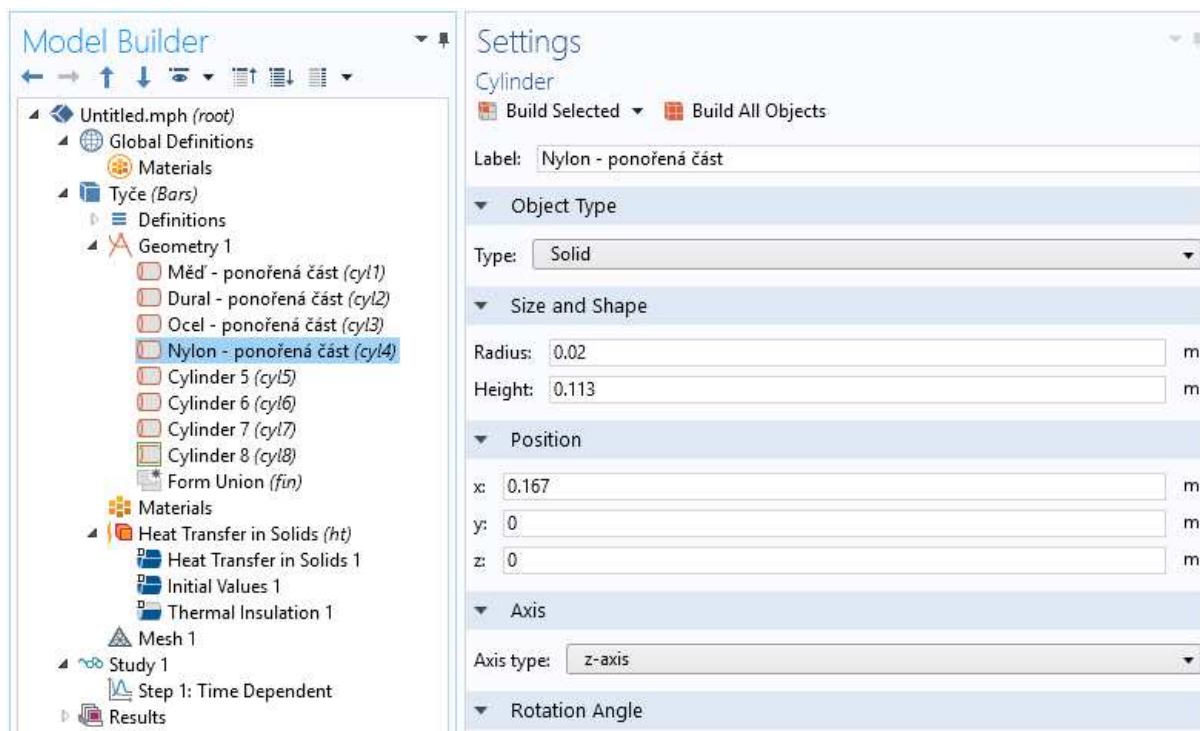 Model Builder
Untitled.mph (root)
Global Definitions
Materials
Tyče (Bars)
Definitions
Geometry 1
Měď - ponořená část (cyl1)
Dural - ponořená část (cyl2)
Ocel - ponořená část (cyl3)
Nylon - ponořená část (cyl4)
Cylinder 5 (cyl5)
Cylinder 6 (cyl6)
Cylinder 7 (cyl7)
Cylinder 8 (cyl8)
Form Union (fin)
Materials
Heat Transfer in Solids (ht)
Heat Transfer in Solids 1
Initial Values 1
Thermal Insulation 1
Mesh 1
Study 1
Step 1: Time Dependent
Results
Settings
Cylinder
Build Selected Build All Objects
Label: Nylon - ponořená část
Object Type
Type: Solid
Size and Shape
Radius: 0.02 m
Height: 0.113 m
Position
x: 0.167 m
y: 0 m
z: 0 m
Axis
Axis type: z-axis
Rotation Angle